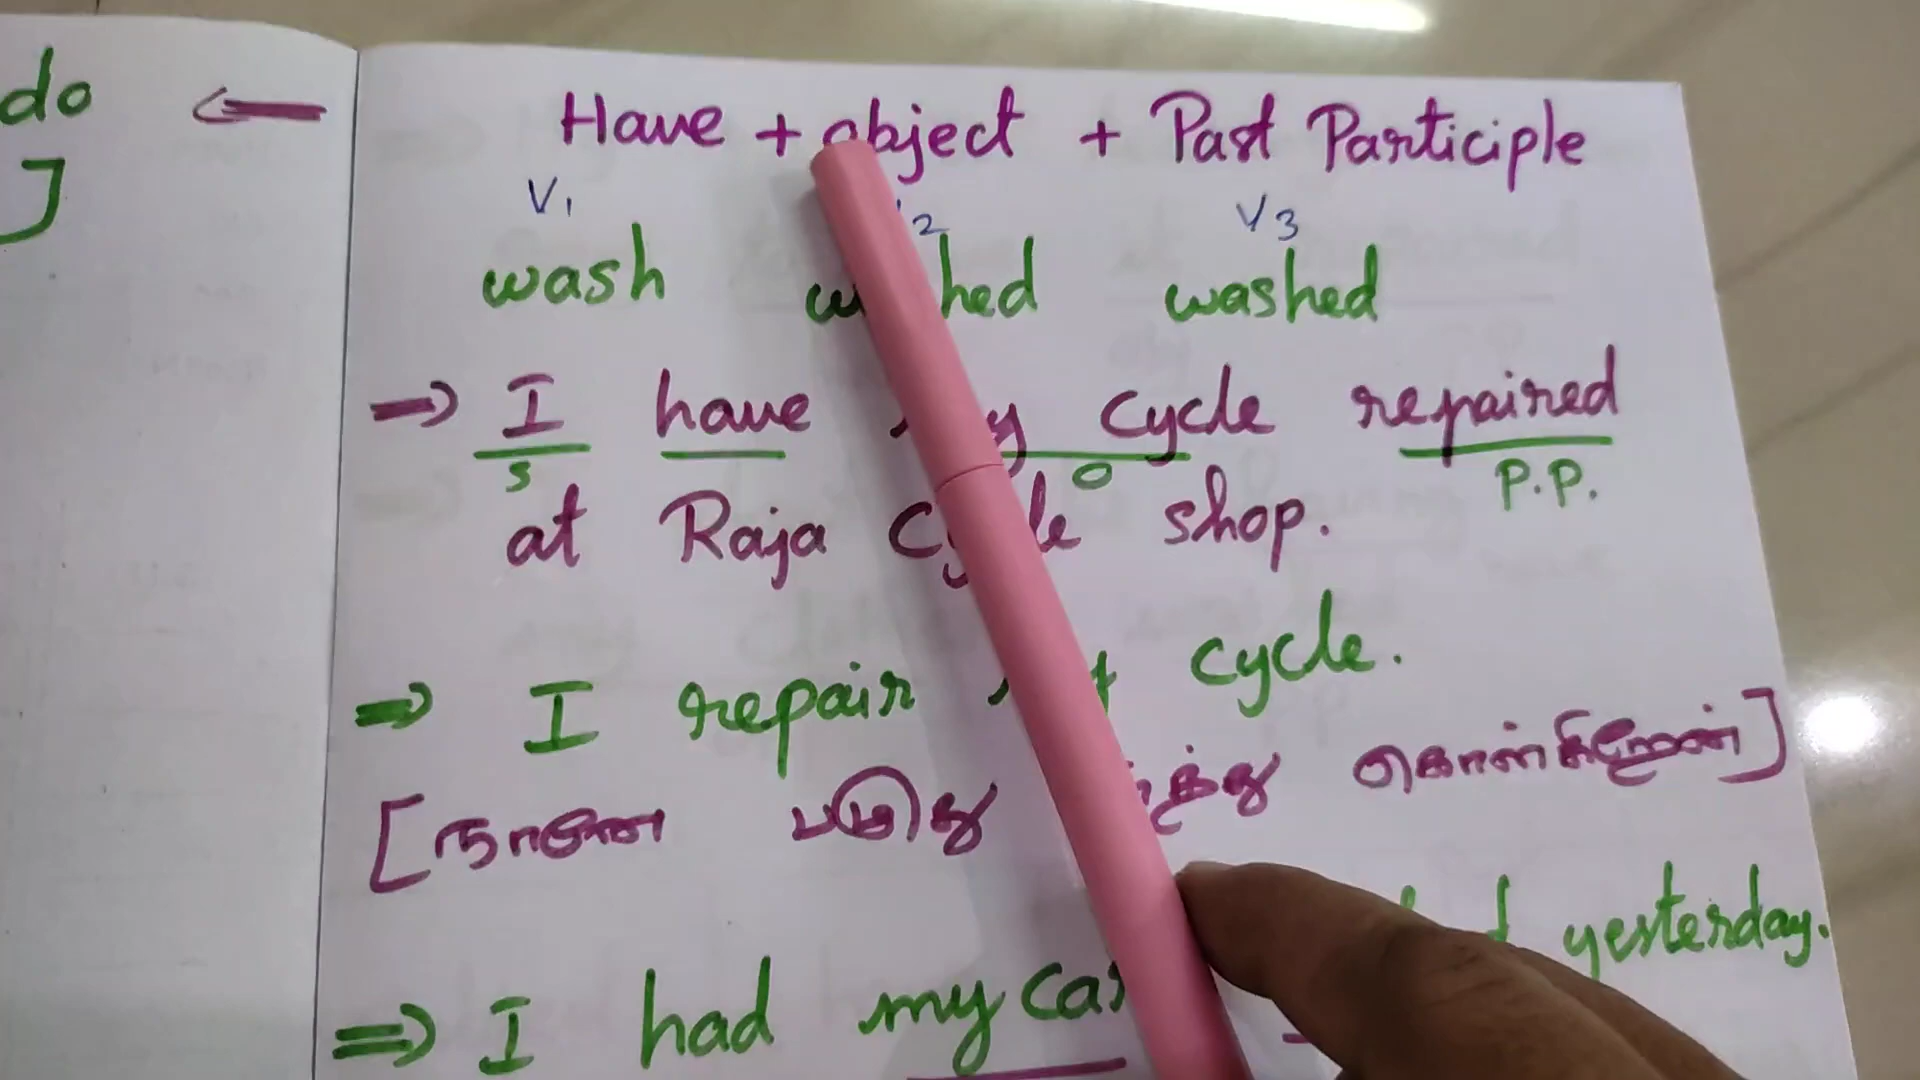 do
]
Have + object + Past Participle
V1 V3
wash washed
⇒ I have Cycle repaired
S O P.P.
at Raja shop.
⇒ I repair cycle.
[நானே பழுது கொள்கிறேன்]
yesterday.
⇒ I had my